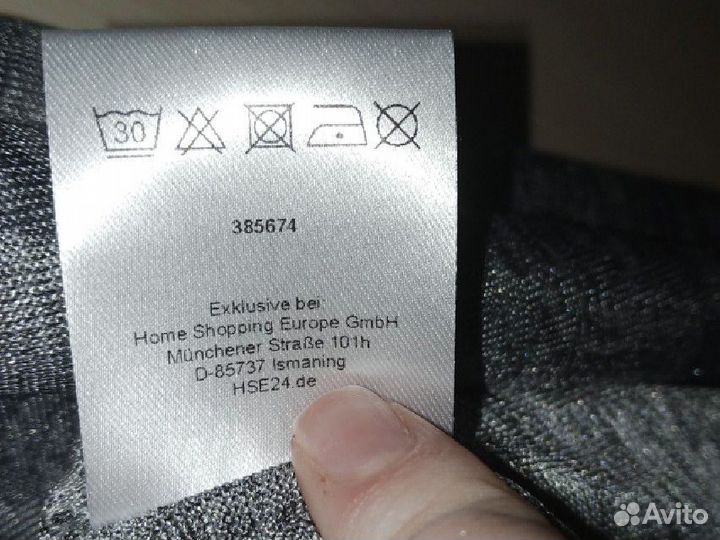 30
385674
Exklusive bei:
Home Shopping Europe GmbH
Münchener Straße 101h
D-85737 Ismaning
HSE24.de
Avito